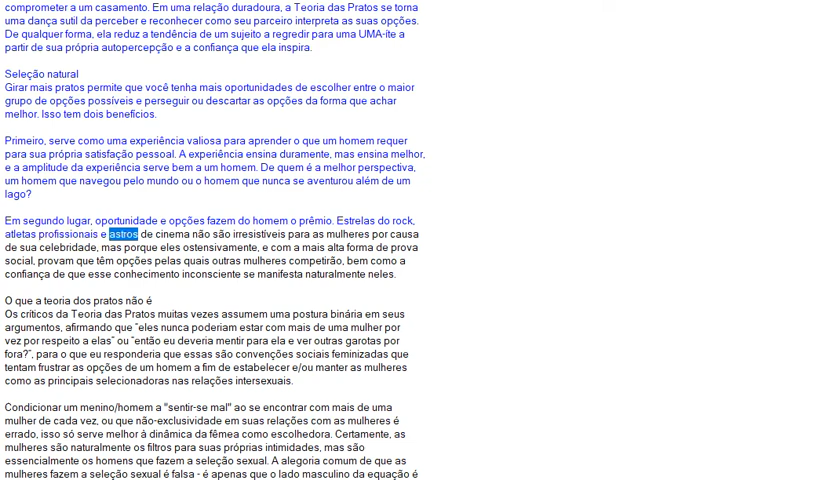 comprometer a um casamento. Em uma relação duradoura, a Teoria das Pratos se torna
uma dança sutil da perceber e reconhecer como seu parceiro interpreta as suas opções.
De qualquer forma, ela reduz a tendência de um sujeito a regredir para uma UMA-ite a
partir de sua própria autopercepção e a confiança que ela inspira.
Seleção natural
Girar mais pratos permite que você tenha mais oportunidades de escolher entre o maior
grupo de opções possíveis e perseguir ou descartar as opções da forma que achar
melhor. Isso tem dois benefícios.
Primeiro, serve como uma experiência valiosa para aprender o que um homem requer
para sua própria satisfação pessoal. A experiência ensina duramente, mas ensina melhor,
e a amplitude da experiência serve bem a um homem. De quem é a melhor perspectiva,
um homem que navegou pelo mundo ou o homem que nunca se aventurou além de um
lago?
Em segundo lugar, oportunidade e opções fazem do homem o prêmio. Estrelas do rock,
atletas profissionais e astros de cinema não são irresistíveis para as mulheres por causa
de sua celebridade, mas porque eles ostensivamente, e com a mais alta forma de prova
social, provam que têm opções pelas quais outras mulheres competirão, bem como a
confiança de que esse conhecimento inconsciente se manifesta naturalmente neles.
O que a teoria dos pratos não é
Os críticos da Teoria das Pratos muitas vezes assumem uma postura binária em seus
argumentos, afirmando que “eles nunca poderiam estar com mais de uma mulher por
vez por respeito a elas” ou “então eu deveria mentir para ela e ver outras garotas por
fora?”, para o que eu responderia que essas são convenções sociais feminizadas que
tentam frustrar as opções de um homem a fim de estabelecer e/ou manter as mulheres
como as principais selecionadoras nas relações intersexuais.
Condicionar um menino/homem a "sentir-se mal" ao se encontrar com mais de uma
mulher de cada vez, ou que não-exclusividade em suas relações com as mulheres é
errado, isso só serve melhor à dinâmica da fêmea como escolhedora. Certamente, as
mulheres são naturalmente os filtros para suas próprias intimidades, mas são
essencialmente os homens que fazem a seleção sexual. A alegoria comum de que as
mulheres fazem a seleção sexual é falsa - é apenas que o lado masculino da equação é